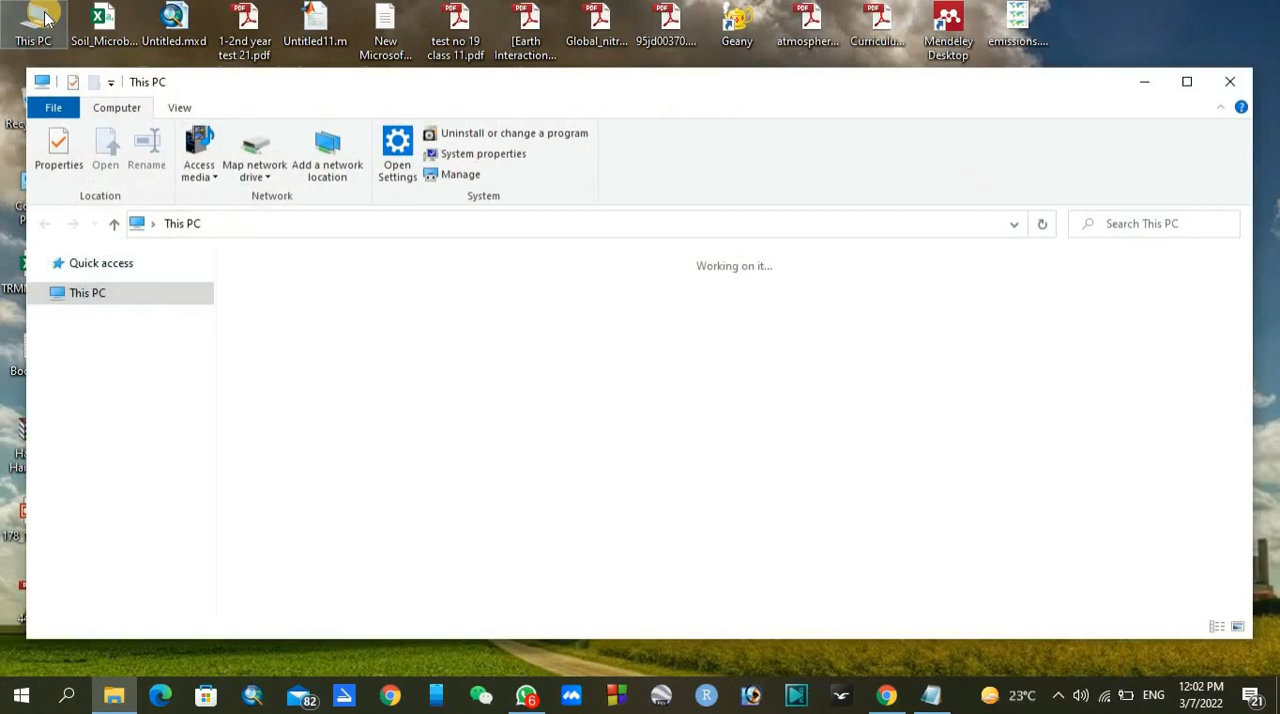 This PC
Soil_Microb...
Untitled.mxd
1-2nd year
test 21.pdf
Untitled11.m
New
Microsof...
test no 19
class 11.pdf
[Earth
Interaction...
Global_nitr...
95jd00370....
Geany
atmospher...
Curriculu...
Mendeley
Desktop
emissions....
This PC
File
Computer
View
Properties
Open
Rename
Access
media
Map network
drive
Add a network
location
Open
Settings
Uninstall or change a program
System properties
Manage
Location
Network
System
This PC
Search This PC
Quick access
This PC
Working on it...
PDF
82
6
R
23°C
ENG
12:02 PM
3/7/2022
21